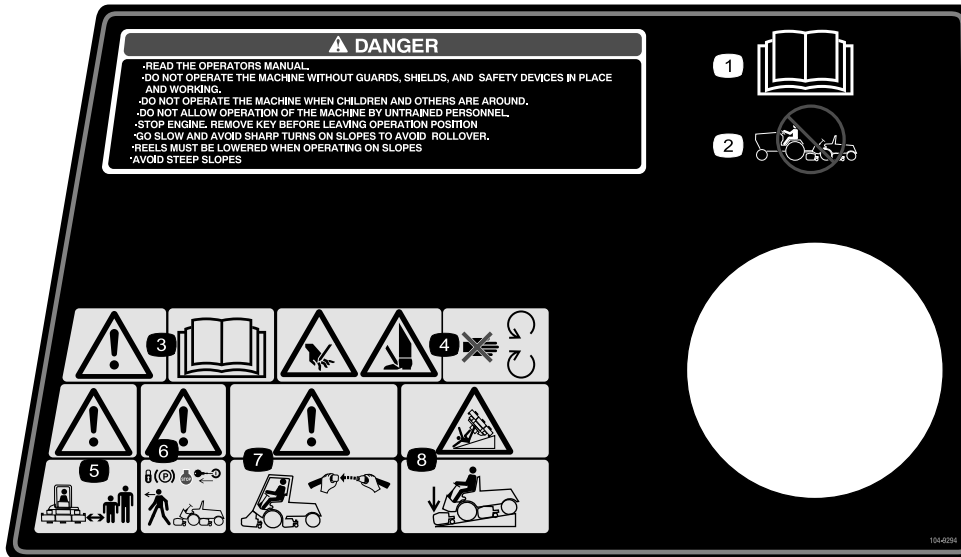 DANGER
·READ THE OPERATORS MANUAL.
·DO NOT OPERATE THE MACHINE WITHOUT GUARDS, SHIELDS, AND SAFETY DEVICES IN PLACE
AND WORKING.
·DO NOT OPERATE THE MACHINE WHEN CHILDREN AND OTHERS ARE AROUND.
·DO NOT ALLOW OPERATION OF THE MACHINE BY UNTRAINED PERSONNEL.
·STOP ENGINE. REMOVE KEY BEFORE LEAVING OPERATION POSITION
·GO SLOW AND AVOID SHARP TURNS ON SLOPES TO AVOID ROLLOVER.
·REELS MUST BE LOWERED WHEN OPERATING ON SLOPES
·AVOID STEEP SLOPES
1
2
3
4
5
6
7
8
(P)
STOP
104-9294